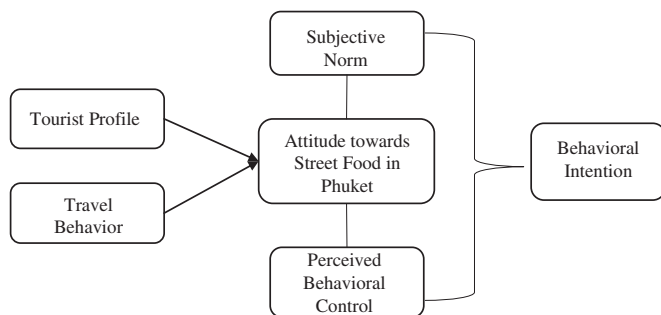 Subjective
Norm
Tourist Profile
Attitude towards
Street Food in
Phuket
Behavioral
Intention
Travel
Behavior
Perceived
Behavioral
Control